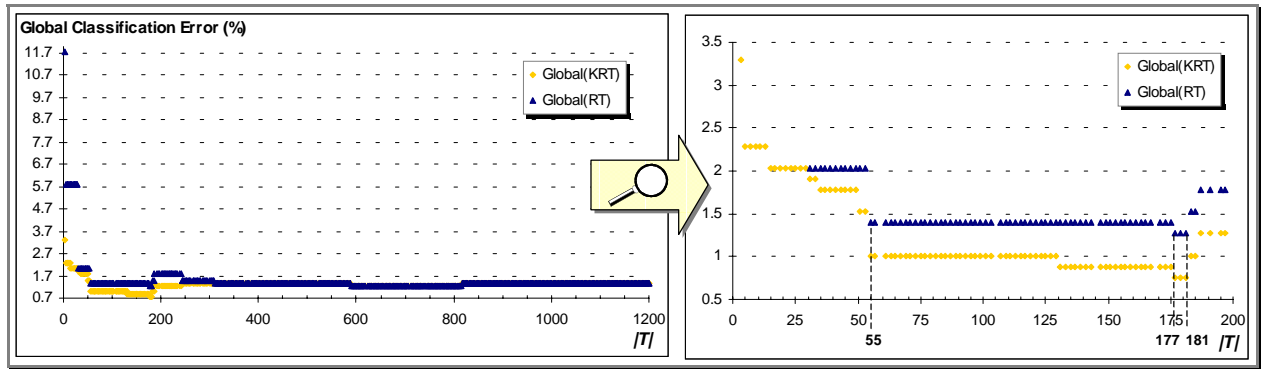 Global Classification Error (%)
11.7
10.7
9.7
8.7
7.7
6.7
5.7
4.7
3.7
2.7
1.7
0.7
0 200 400 600 800 1000 1200
|T|
Global(KRT)
Global(RT)
3.5
3
2.5
2
1.5
1
0.5
0 25 50 75 100 125 150 175 200
55 177 181 |T|
Global(KRT)
Global(RT)